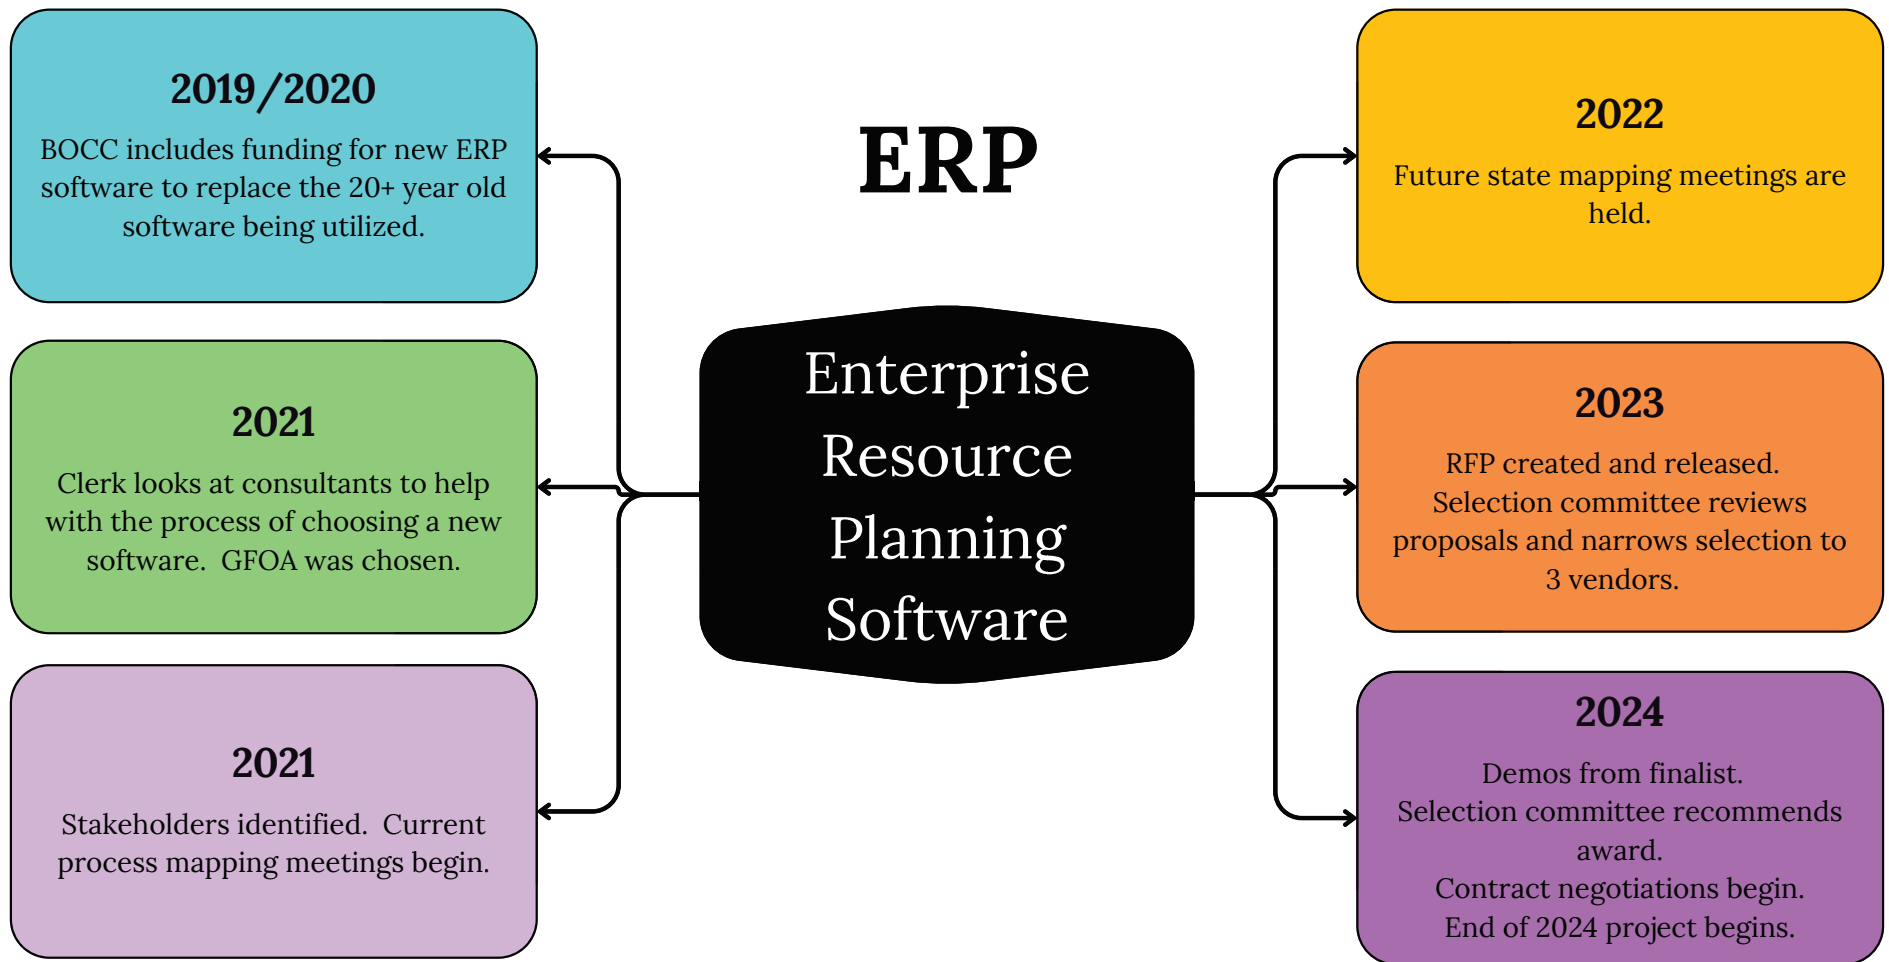 2019/2020
BOCC includes funding for new ERP
software to replace the 20+ year old
software being utilized.
2021
Clerk looks at consultants to help
with the process of choosing a new
software.  GFOA was chosen.
2021
Stakeholders identified.  Current
process mapping meetings begin.
ERP
Enterprise
Resource
Planning
Software
2022
Future state mapping meetings are
held.
2023
RFP created and released.
Selection committee reviews
proposals and narrows selection to
3 vendors.
2024
Demos from finalist.
Selection committee recommends
award.
Contract negotiations begin.
End of 2024 project begins.